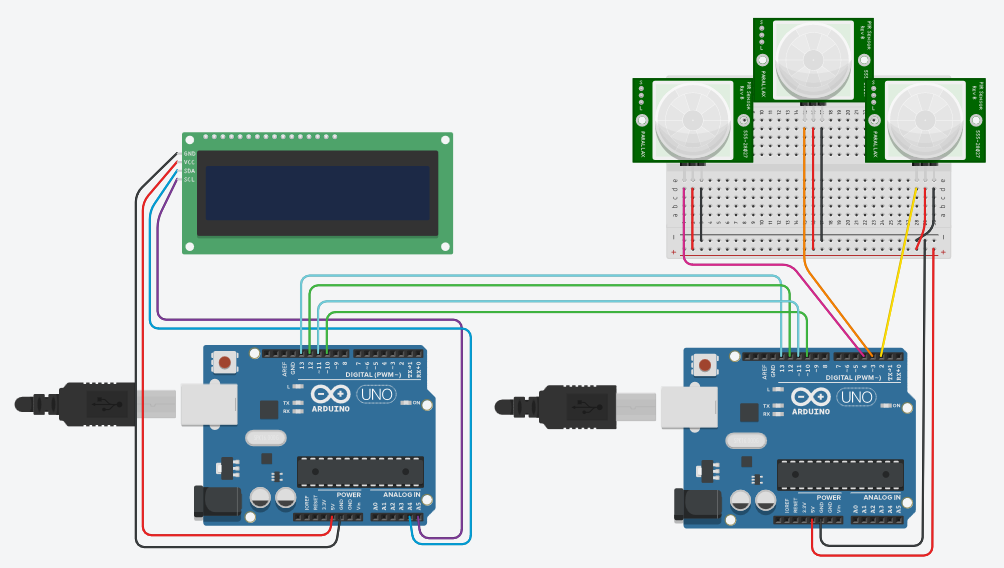 GND
VCC
SDA
SCL
PIR Sensor
Rev B
PARALLAX
555-28027
PIR Sensor
Rev B
PARALLAX
555-28027
PIR Sensor
Rev B
PARALLAX
555-28027
a b c d e
- +
AREF
GND
13
~11
~10
~9
8
7
~6
~5
4
~3
2
TX→1
RX←0
DIGITAL (PWM~)
L
TX
RX
UNO
ARDUINO
ON
POWER
ANALOG IN
IOREF
RESET
3.3V
5V
GND
GND
Vin
A0
A1
A2
A3
A4
A5
AREF
GND
13
~11
~10
~9
8
7
~6
~5
4
~3
2
TX→1
RX←0
DIGITAL (PWM~)
L
TX
RX
UNO
ARDUINO
ON
POWER
ANALOG IN
IOREF
RESET
3.3V
5V
GND
GND
Vin
A0
A1
A2
A3
A4
A5